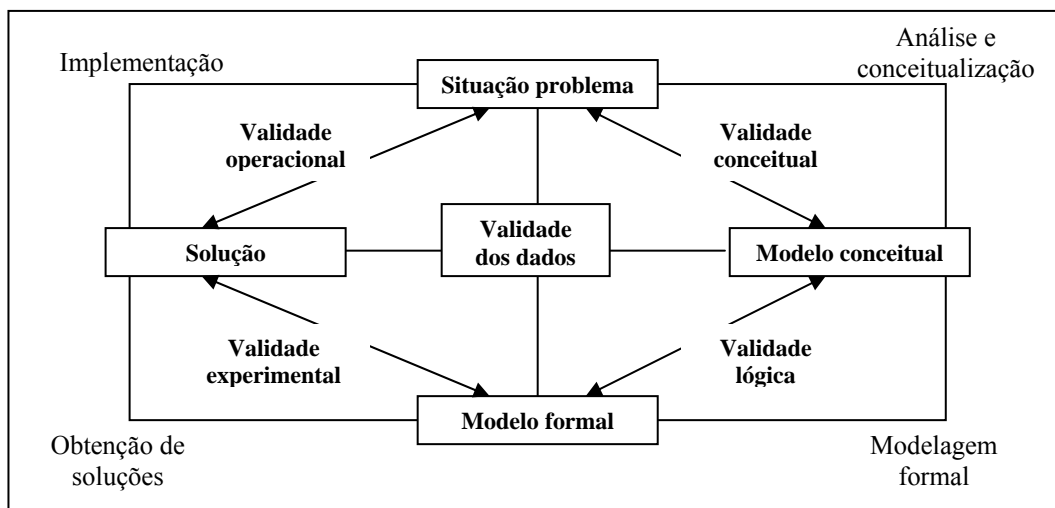 Implementação
Análise e
conceitualização
Situação problema
Validade
operacional
Validade
conceitual
Solução
Validade
dos dados
Modelo conceitual
Validade
experimental
Validade
lógica
Modelo formal
Obtenção de
soluções
Modelagem
formal